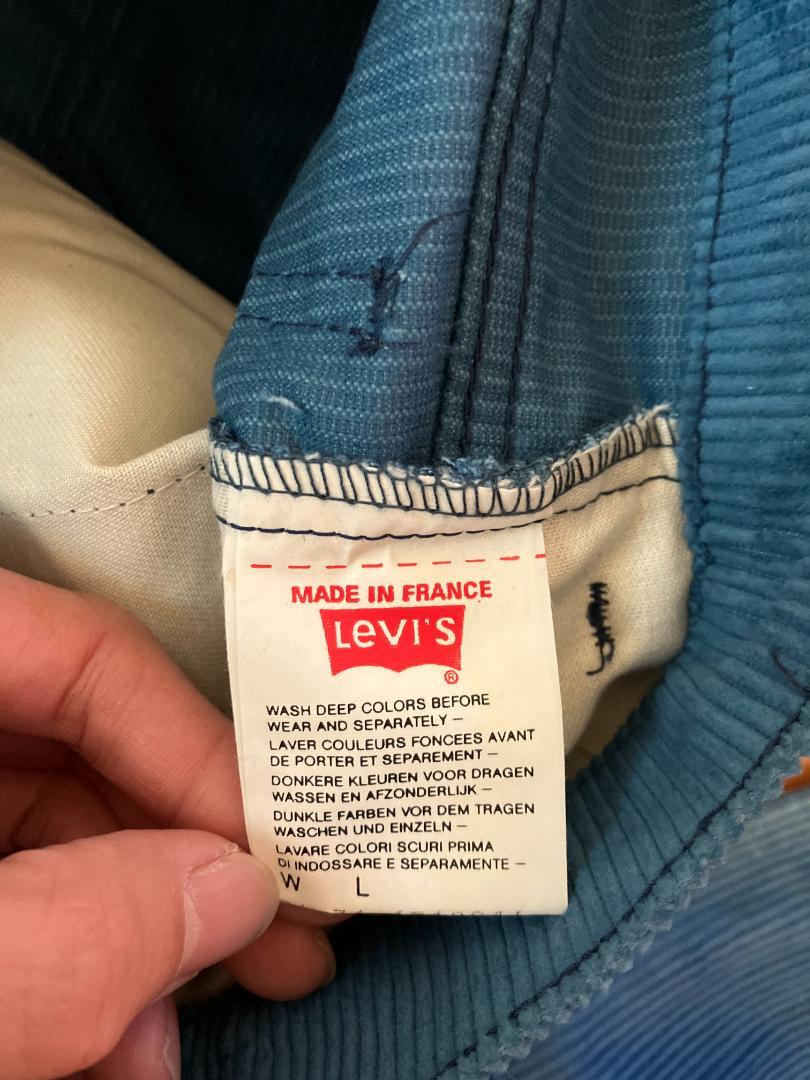 MADE IN FRANCE
Levi's
®
WASH DEEP COLORS BEFORE
WEAR AND SEPARATELY –
LAVER COULEURS FONCEES AVANT
DE PORTER ET SEPAREMENT –
DONKERE KLEUREN VOOR DRAGEN
WASSEN EN AFZONDERLIJK –
DUNKLE FARBEN VOR DEM TRAGEN
WASCHEN UND EINZELN –
LAVARE COLORI SCURI PRIMA
DI INDOSSARE E SEPARAMENTE –
W L